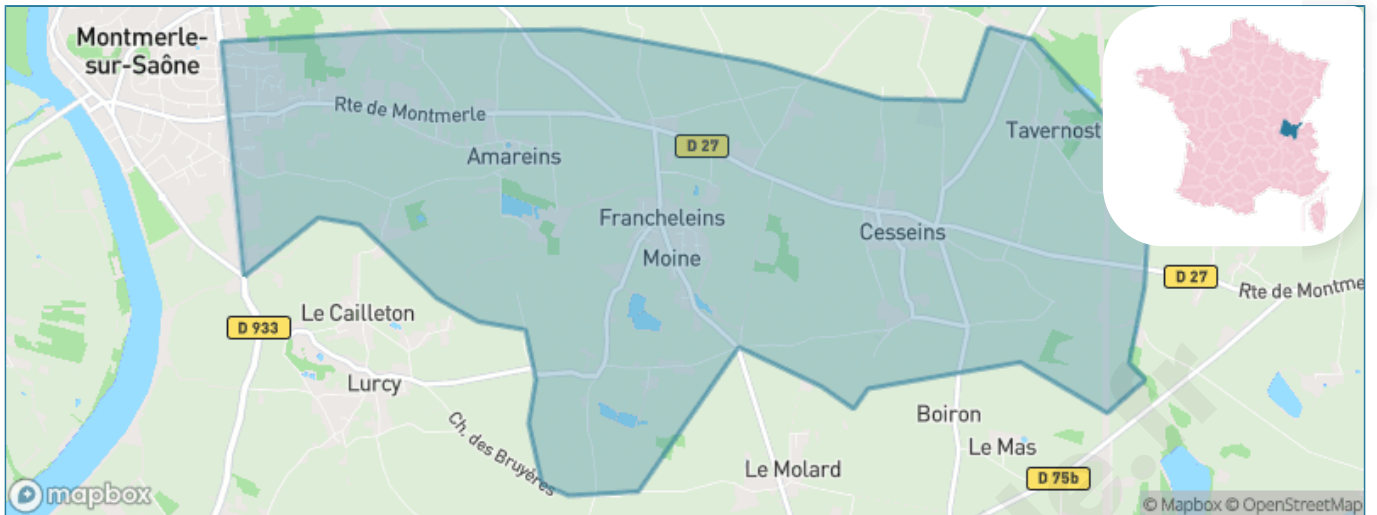 Montmerle-
sur-Saône
Rte de Montmerle
D 27
Tavernost
Amareins
Francheleins
Cesseins
Moine
D 27
Rte de Montme
Le Cailleton
D 933
Lurcy
Ch. des Bruyères
Boiron
Le Mas
Le Molard
D 75b
mapbox
© Mapbox © OpenStreetMap